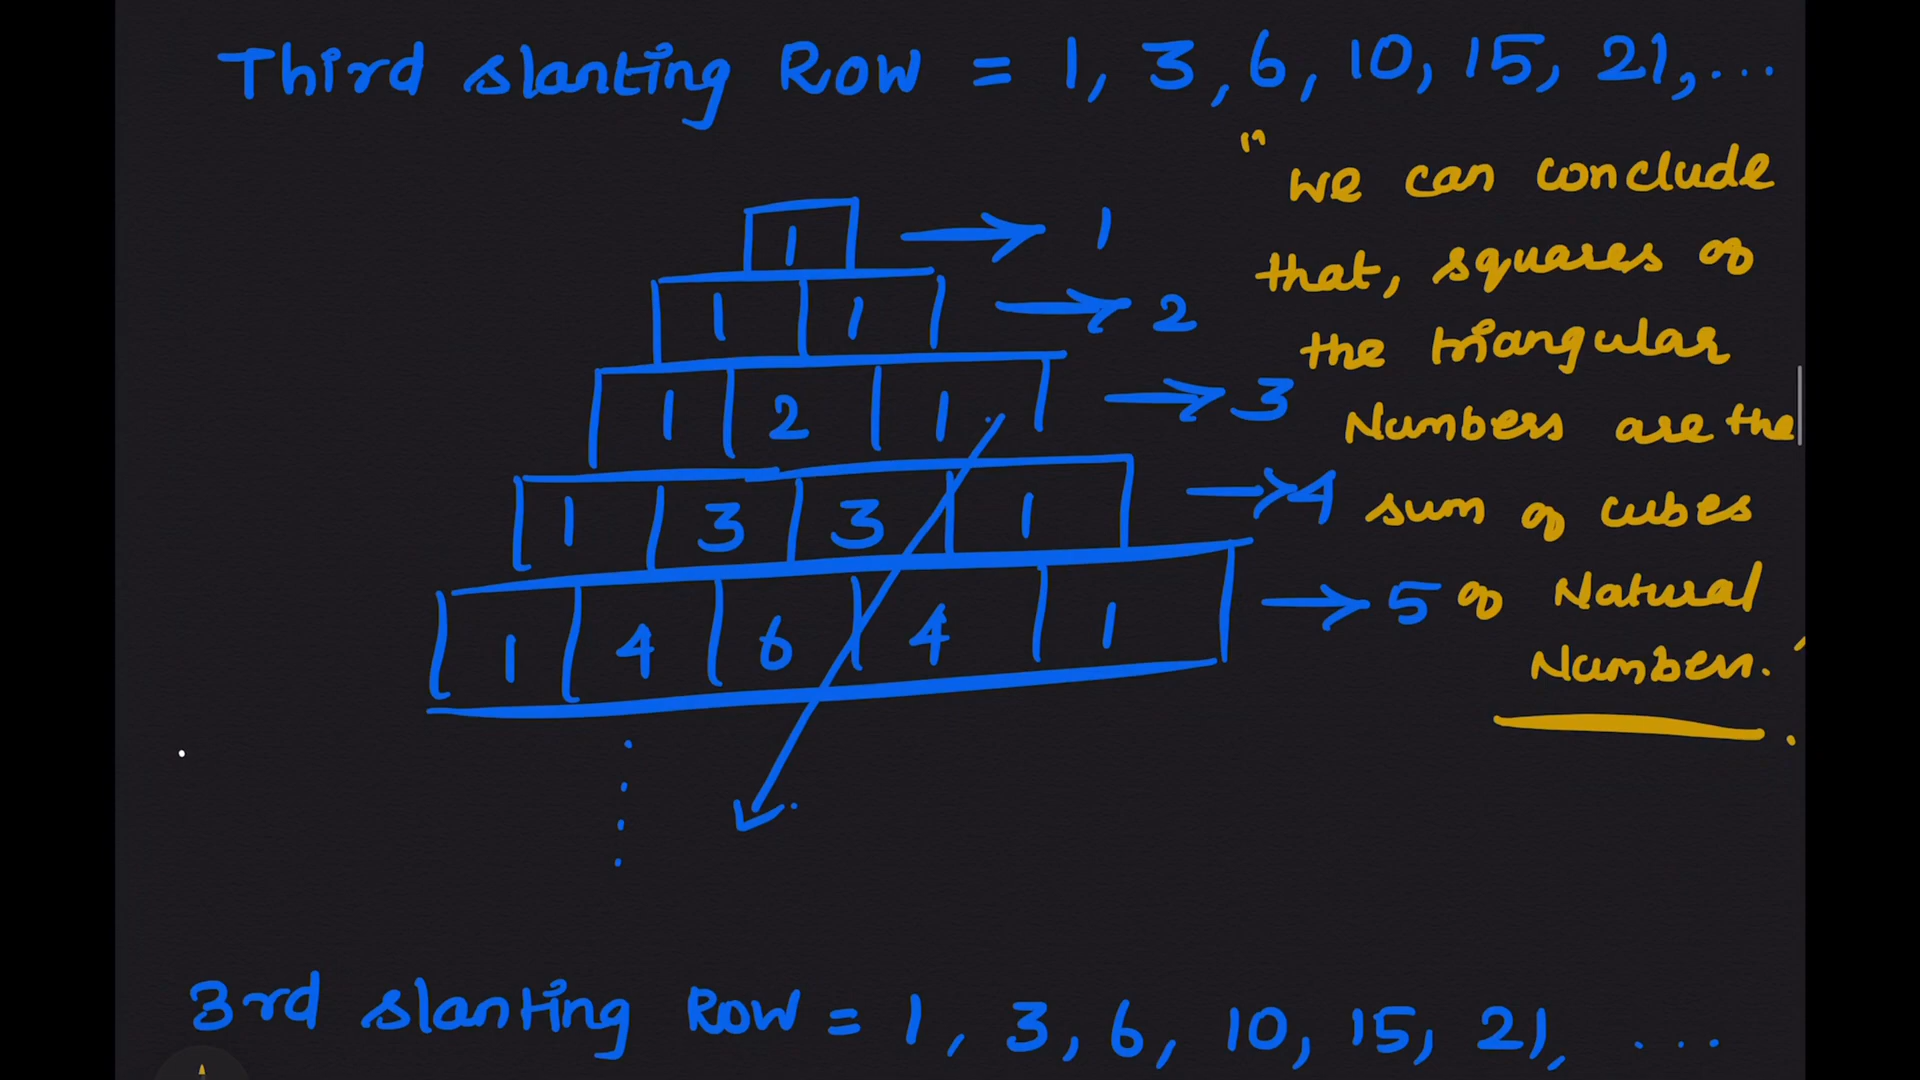 Third slanting Row = 1, 3, 6, 10, 15, 21, ...
1 → 1
1 1 → 2
1 2 1 → 3
1 3 3 1 → 4
1 4 6 4 1 → 5
" We can conclude
that, squares of
the triangular
Numbers are the
sum of cubes
of Natural
Numbers."
3rd slanting Row = 1, 3, 6, 10, 15, 21, ...